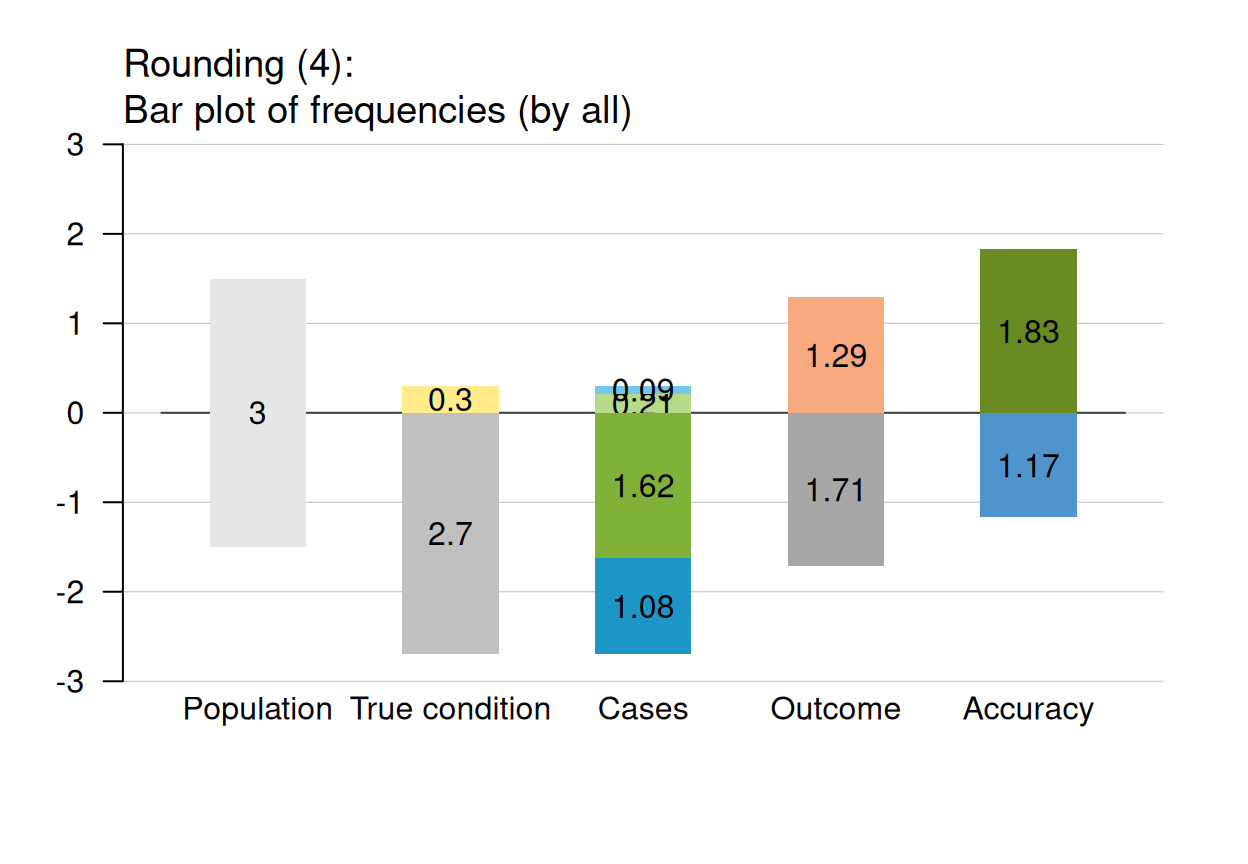 Rounding (4):
Bar plot of frequencies (by all)
3
2
1
0
-1
-2
-3
3
0.3
2.7
0.09
0.21
1.62
1.08
1.29
1.71
1.83
1.17
Population
True condition
Cases
Outcome
Accuracy